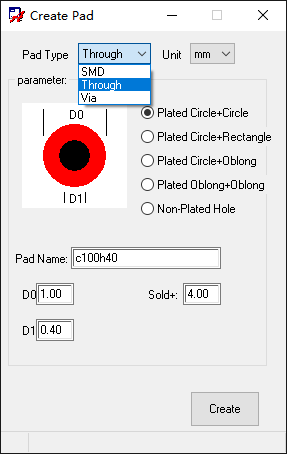 Create Pad
Pad Type Through Unit mm
SMD
Through
Via
parameter:
D0
D1
Plated Circle+Circle
Plated Circle+Rectangle
Plated Circle+Oblong
Plated Oblong+Oblong
Non-Plated Hole
Pad Name: c100h40
D0 1.00 Sold+: 4.00
D1 0.40
Create